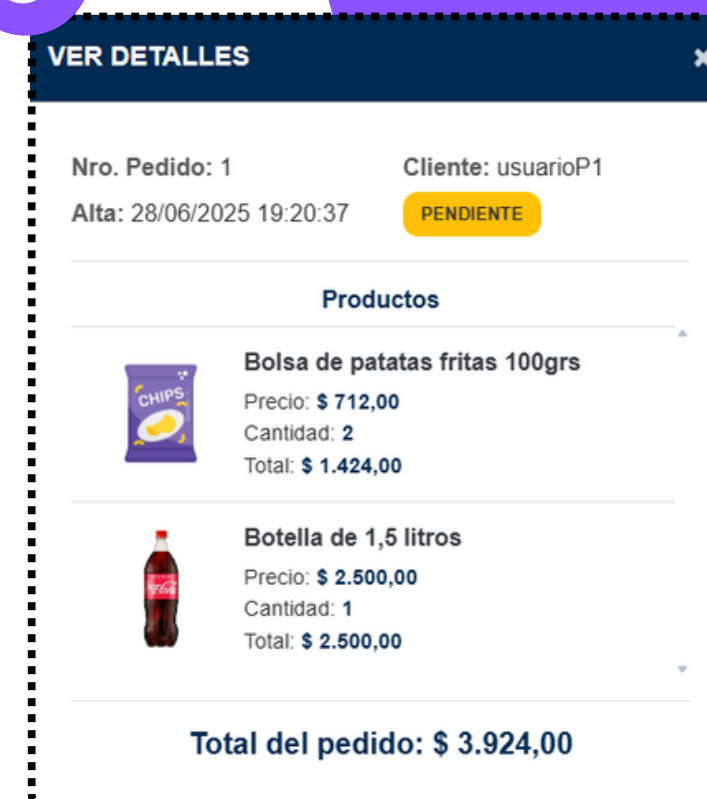 VER DETALLES ×
Nro. Pedido: 1 Cliente: usuarioP1
Alta: 28/06/2025 19:20:37 PENDIENTE
Productos
CHIPS
Bolsa de patatas fritas 100grs
Precio: $ 712,00
Cantidad: 2
Total: $ 1.424,00
Coca-Cola
Botella de 1,5 litros
Precio: $ 2.500,00
Cantidad: 1
Total: $ 2.500,00
Total del pedido: $ 3.924,00